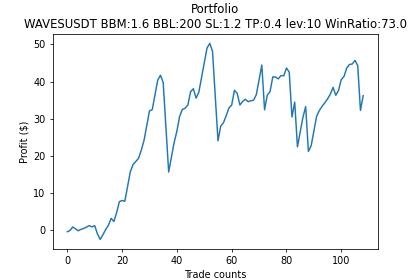 Portfolio
WAVESUSDT BBM:1.6 BBL:200 SL:1.2 TP:0.4 lev:10 WinRatio:73.0
50
40
30
20
10
0
Profit ($)
0 20 40 60 80 100
Trade counts